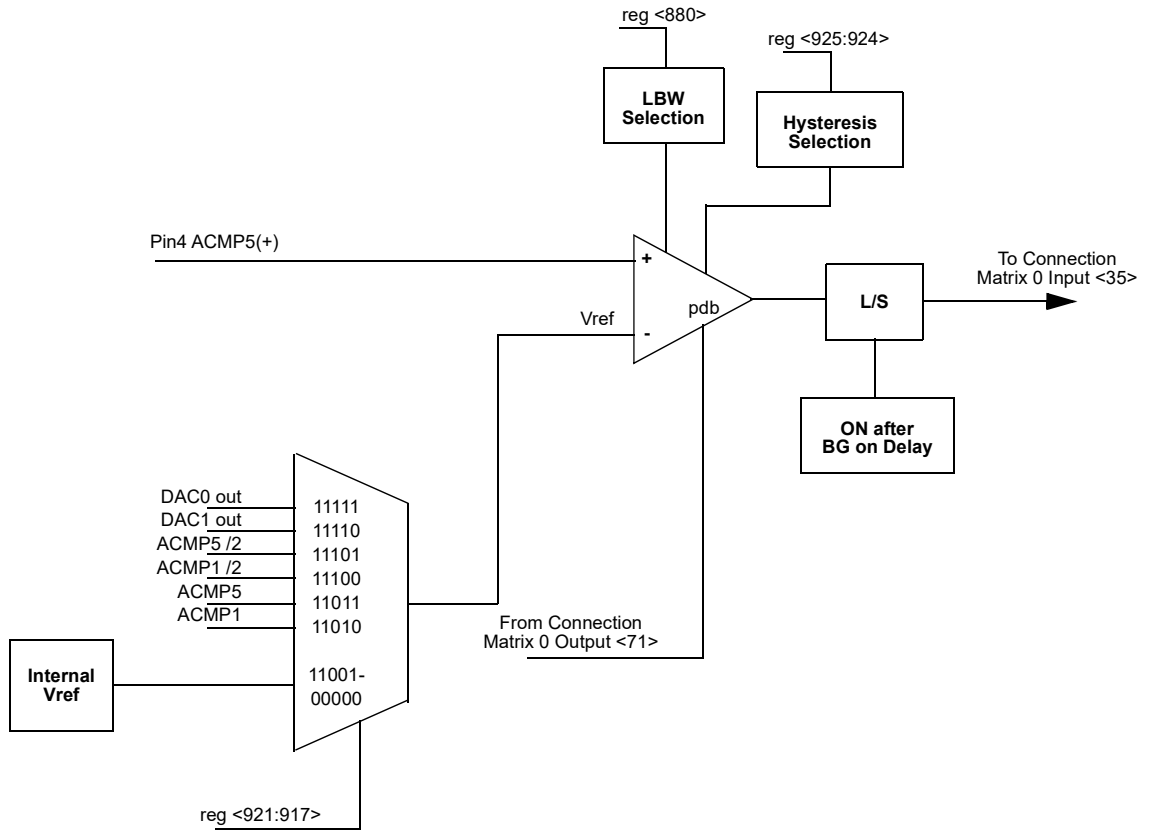 reg <880>
reg <925:924>
LBW
Selection
Hysteresis
Selection
Pin4 ACMP5(+)
+
To Connection
Matrix 0 Input <35>
L/S
pdb
Vref
-
ON after
BG on Delay
DAC0 out
11111
DAC1 out
11110
ACMP5 /2
11101
ACMP1 /2
11100
ACMP5
11011
ACMP1
11010
From Connection
Matrix 0 Output <71>
Internal
Vref
11001-
00000
reg <921:917>